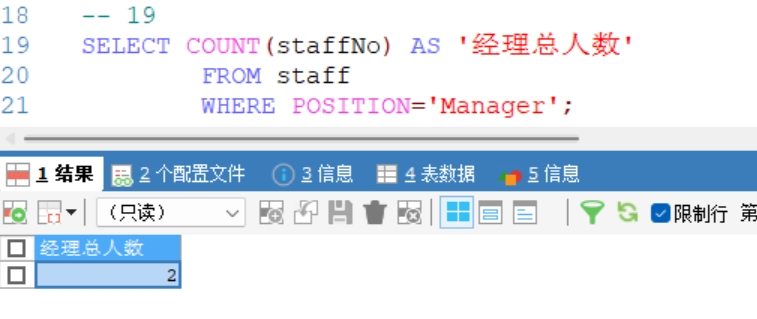 18 -- 19
19 SELECT COUNT(staffNo) AS '经理总人数'
20 FROM staff
21 WHERE POSITION='Manager';
1 结果 2 个配置文件 3 信息 4 表数据 5 信息
（只读） 限制行 第
经理总人数
2